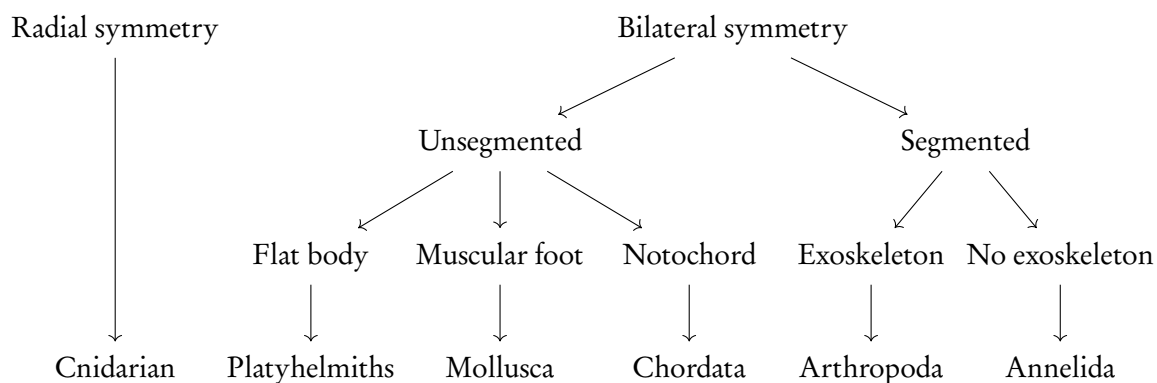 Radial symmetry Bilateral symmetry
Unsegmented Segmented
Flat body Muscular foot Notochord Exoskeleton No exoskeleton
Cnidarian Platyhelmiths Mollusca Chordata Arthropoda Annelida